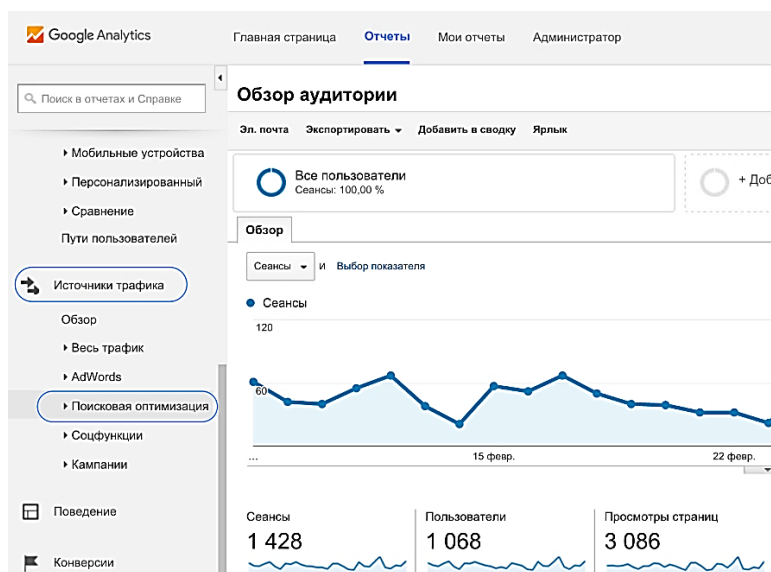 Google Analytics
Главная страница
Отчеты
Мои отчеты
Администратор
Поиск в отчетах и Справке
Мобильные устройства
Персонализированный
Сравнение
Пути пользователей
Источники трафика
Обзор
Весь трафик
AdWords
Поисковая оптимизация
Соцфункции
Кампании
Поведение
Конверсии
Обзор аудитории
Эл. почта Экспортировать Добавить в сводку Ярлык
Все пользователи
Сеансы: 100,00 %
+ Доб
Обзор
Сеансы и Выбор показателя
Сеансы
120
60
... 15 февр. 22 февр.
Сеансы
1 428
Пользователи
1 068
Просмотры страниц
3 086